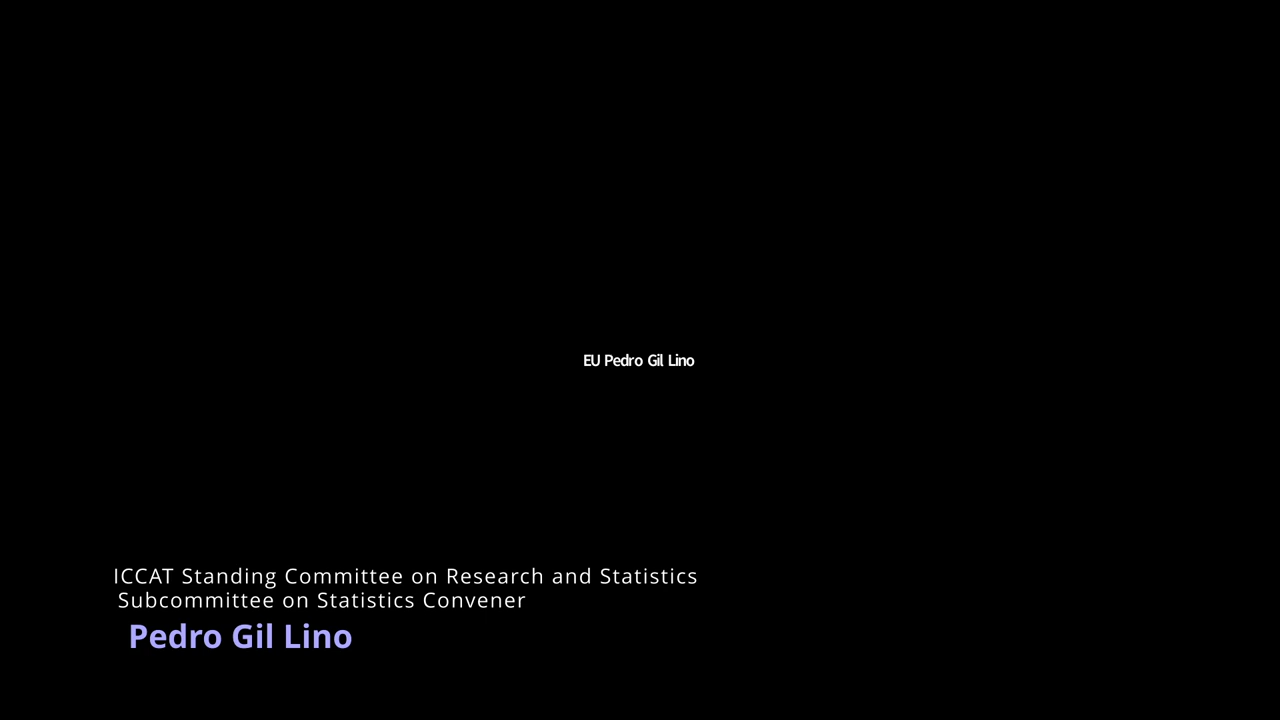 EU Pedro Gil Lino
ICCAT Standing Committee on Research and Statistics
Subcommittee on Statistics Convener
Pedro Gil Lino